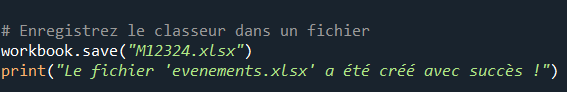 # Enregistrez le classeur dans un fichier
workbook.save("M12324.xlsx")
print("Le fichier 'evenements.xlsx' a été créé avec succès !")